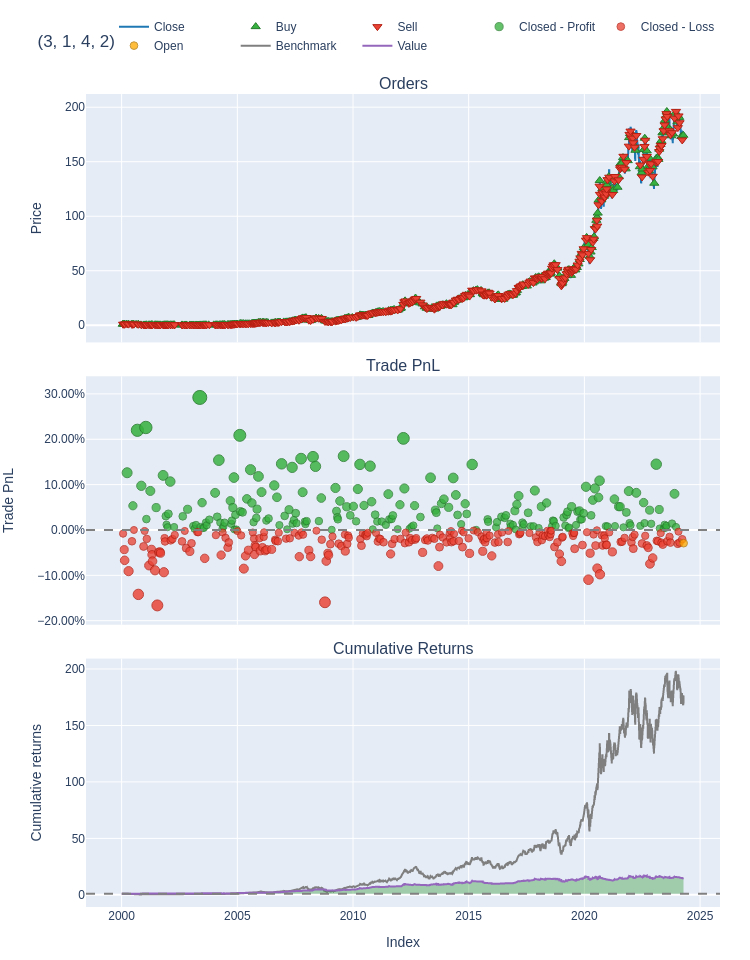 (3, 1, 4, 2)
Close Buy Sell Closed - Profit Closed - Loss
Open Benchmark Value
Orders
200
150
100
50
0
Price
Trade PnL
30.00%
20.00%
10.00%
0.00%
−10.00%
−20.00%
Trade PnL
Cumulative Returns
200
150
100
50
0
Cumulative returns
2000 2005 2010 2015 2020 2025
Index